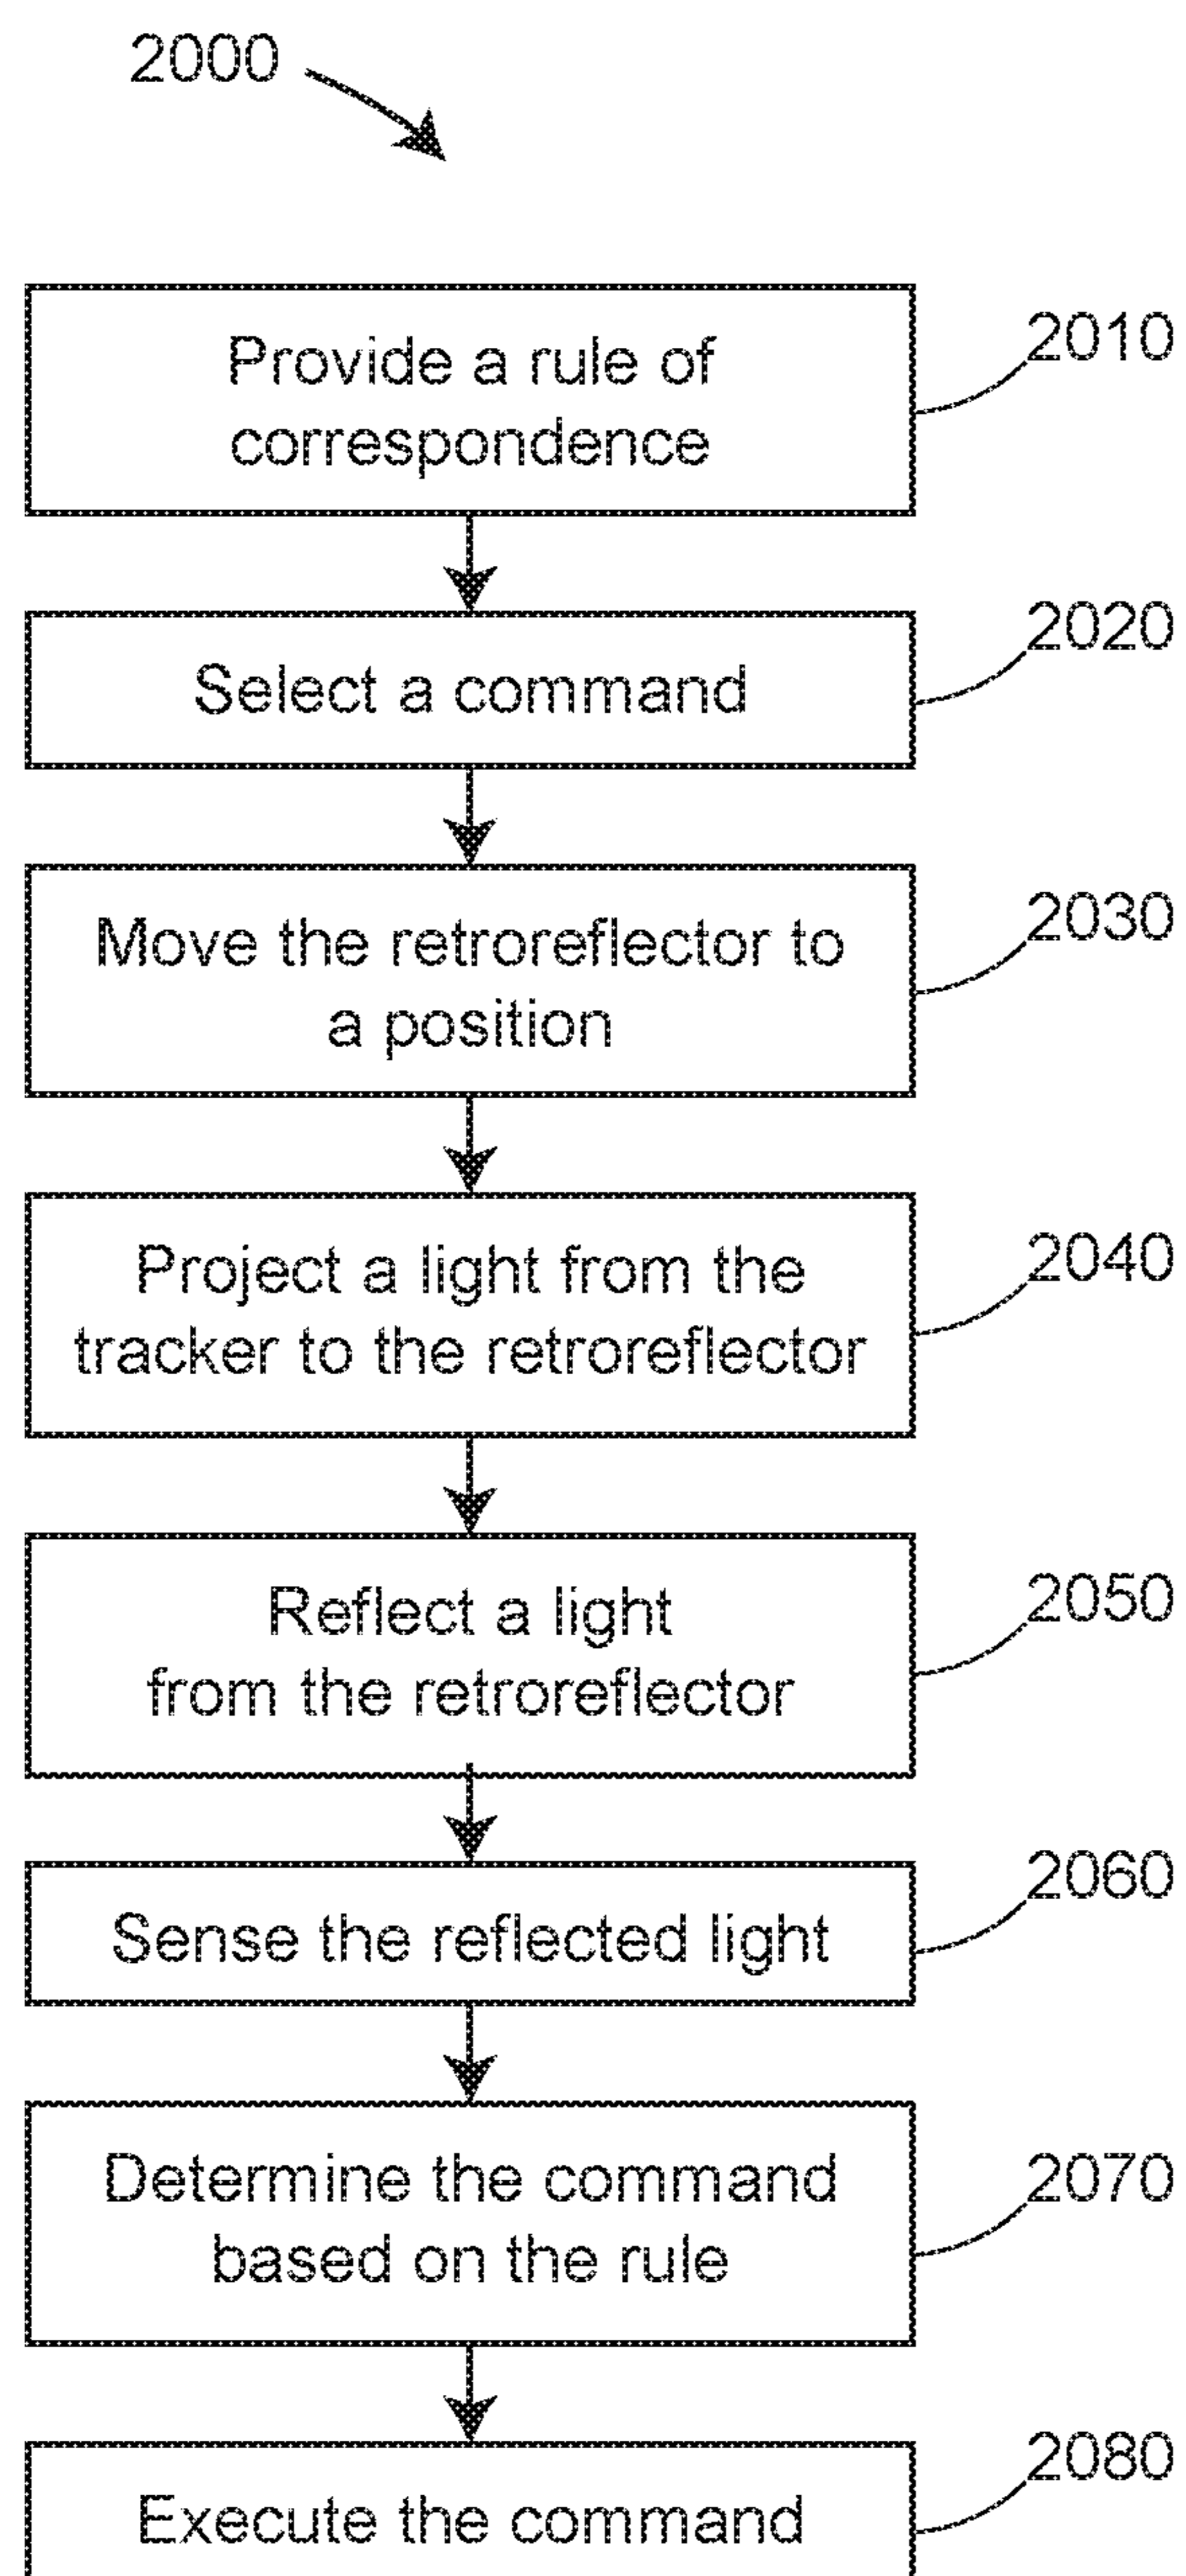 2000
Provide a rule of
correspondence
2010
Select a command
2020
Move the retroreflector to
a position
2030
Project a light from the
tracker to the retroreflector
2040
Reflect a light
from the retroreflector
2050
Sense the reflected light
2060
Determine the command
based on the rule
2070
Execute the command
2080